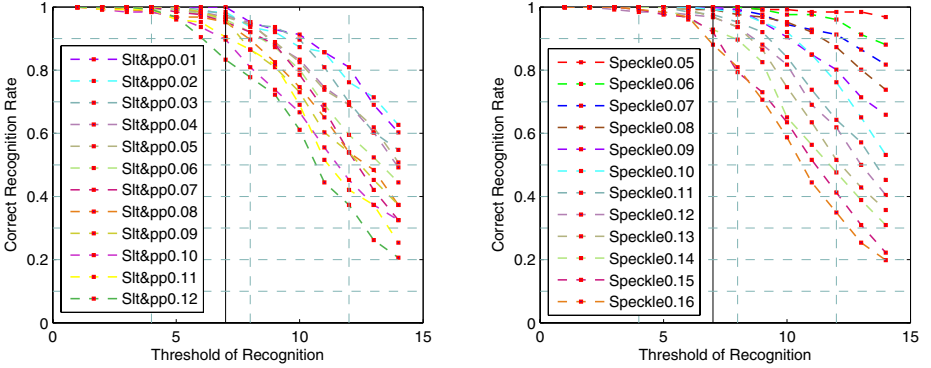 1
0.8
0.6
0.4
0.2
0
0
5
10
15
Correct Recognition Rate
Threshold of Recognition
Slt&pp0.01
Slt&pp0.02
Slt&pp0.03
Slt&pp0.04
Slt&pp0.05
Slt&pp0.06
Slt&pp0.07
Slt&pp0.08
Slt&pp0.09
Slt&pp0.10
Slt&pp0.11
Slt&pp0.12
1
0.8
0.6
0.4
0.2
0
0
5
10
15
Correct Recognition Rate
Threshold of Recognition
Speckle0.05
Speckle0.06
Speckle0.07
Speckle0.08
Speckle0.09
Speckle0.10
Speckle0.11
Speckle0.12
Speckle0.13
Speckle0.14
Speckle0.15
Speckle0.16